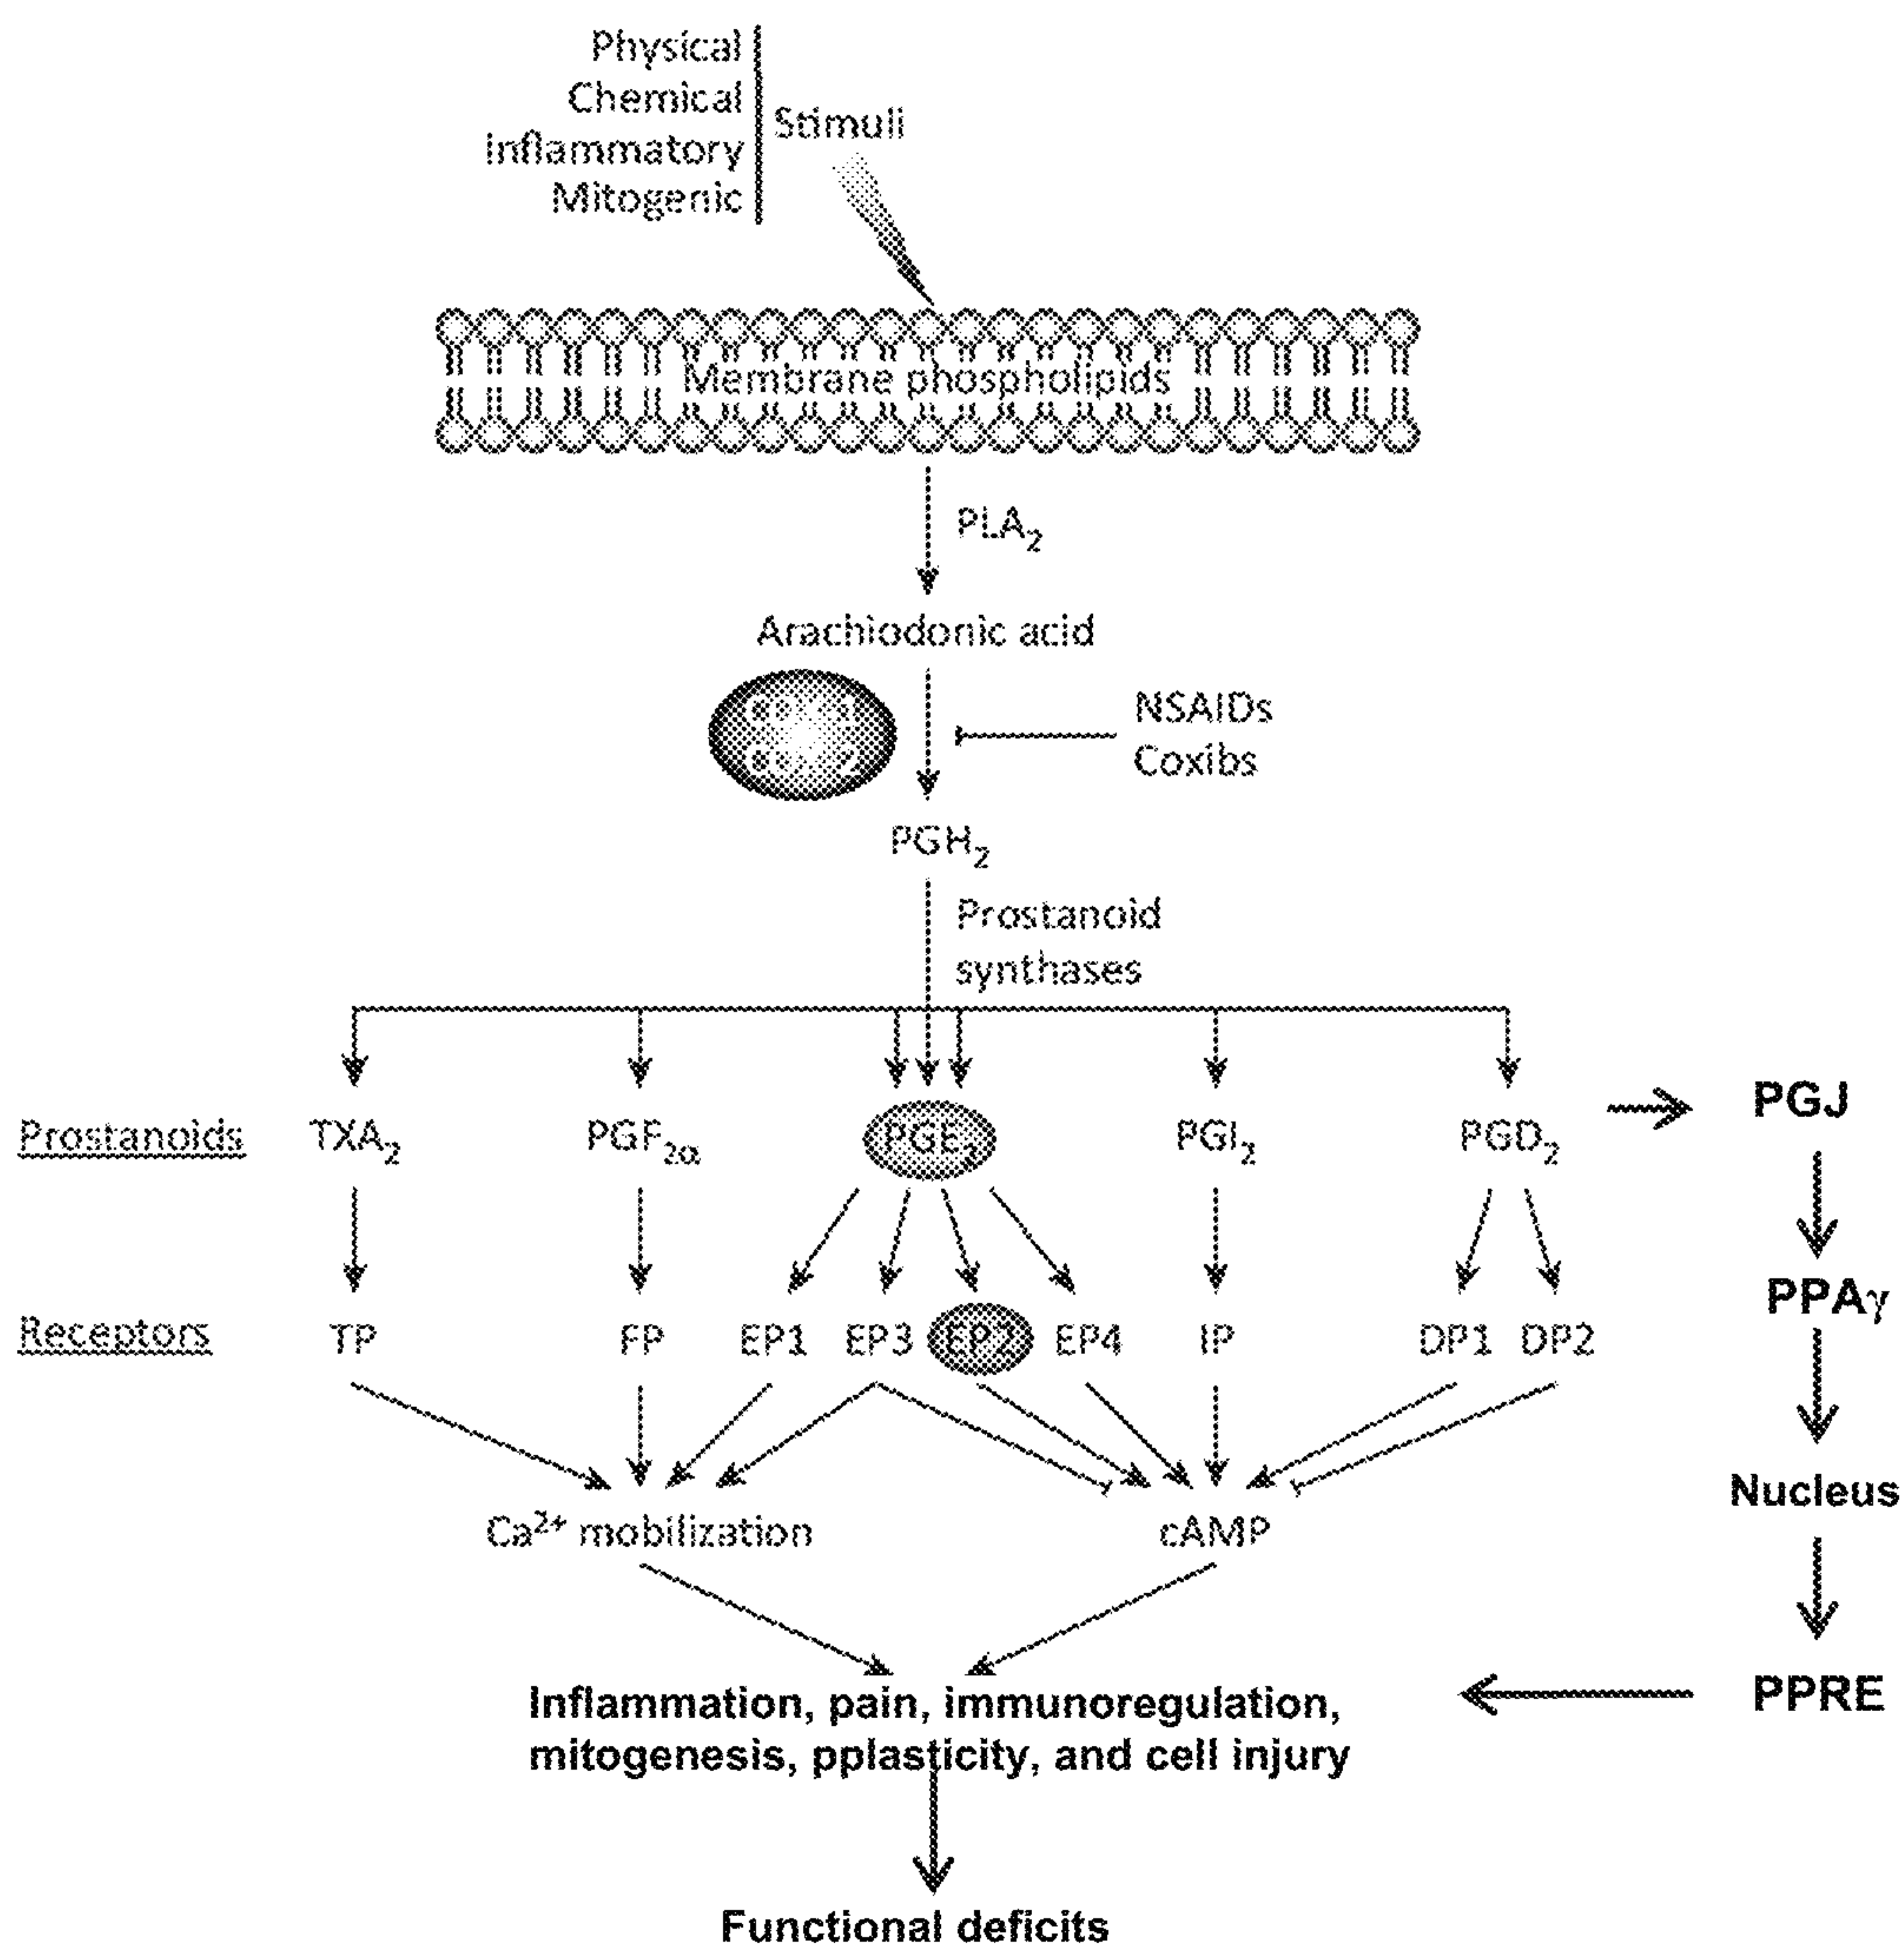 Physical
Chemical
Inflammatory
Mitogenic
Stimuli
Membrane phospholipids
PLA₂
Arachiodonic acid
NSAIDs
Coxibs
PGH₂
Prostanoid
synthases
Prostanoids TXA₂ PGF₂α PGE₂ PGI₂ PGD₂ PGJ
PPAγ
Receptors TP FP EP1 EP3 EP2 EP4 IP DP1 DP2
Nucleus
Ca²⁺ mobilization cAMP
Inflammation, pain, immunoregulation,
mitogenesis, pplasticity, and cell injury
PPRE
Functional deficits